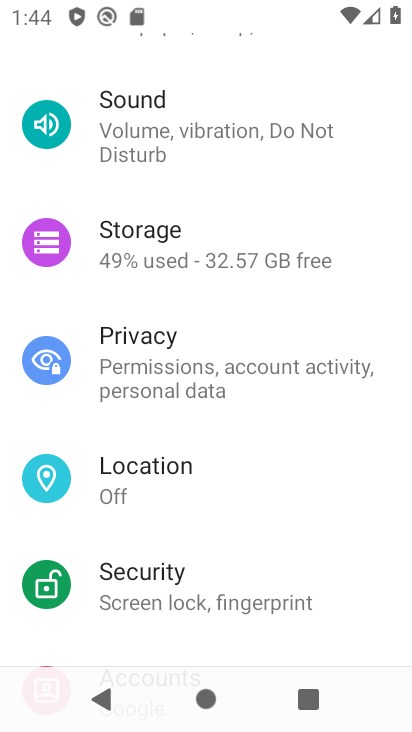 1:44
Sound
Volume, vibration, Do Not
Disturb
Storage
49% used - 32.57 GB free
Privacy
Permissions, account activity,
personal data
Location
Off
Security
Screen lock, fingerprint
Accounts
Google